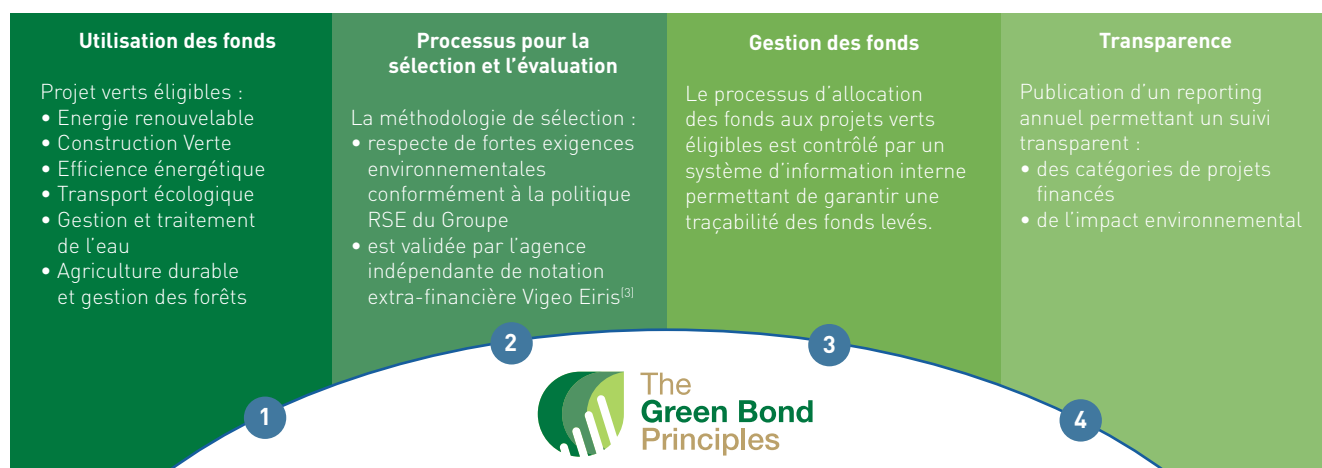 Utilisation des fonds
Projet verts éligibles :
• Energie renouvelable
• Construction Verte
• Efficience énergétique
• Transport écologique
• Gestion et traitement
de l'eau
• Agriculture durable
et gestion des forêts
1
Processus pour la
sélection et l'évaluation
La méthodologie de sélection :
• respecte de fortes exigences
environnementales
conformément à la politique
RSE du Groupe
• est validée par l'agence
indépendante de notation
extra-financière Vigeo Eiris(3)
2
Gestion des fonds
Le processus d'allocation
des fonds aux projets verts
éligibles est contrôlé par un
système d'information interne
permettant de garantir une
traçabilité des fonds levés.
3
Transparence
Publication d'un reporting
annuel permettant un suivi
transparent :
• des catégories de projets
financés
• de l'impact environnemental
4
The
Green Bond
Principles